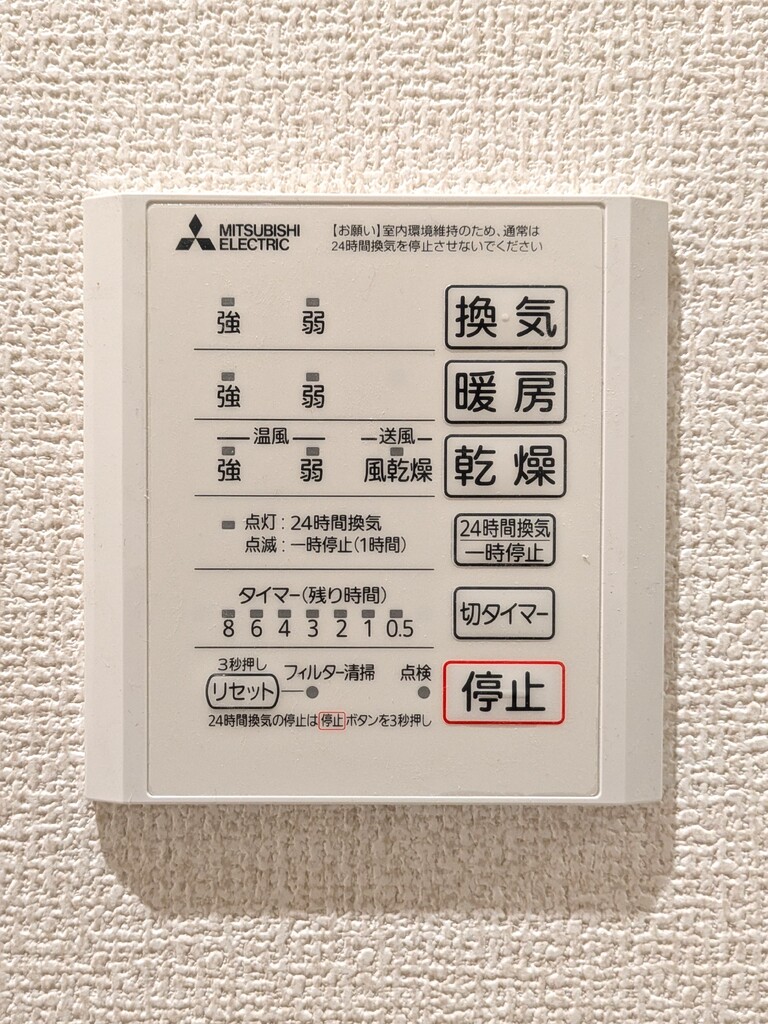 MITSUBISHI
ELECTRIC
【お願い】室内環境維持のため、通常は
24時間換気を停止させないでください
強 弱 換気
強 弱 暖房
温風 送風
強 弱 風乾燥 乾燥
点灯：24時間換気
点滅：一時停止(1時間)
24時間換気
一時停止
タイマー(残り時間)
8 6 4 3 2 1 0.5
切タイマー
3秒押し
リセット フィルター清掃 点検
停止
24時間換気の停止は停止ボタンを3秒押し